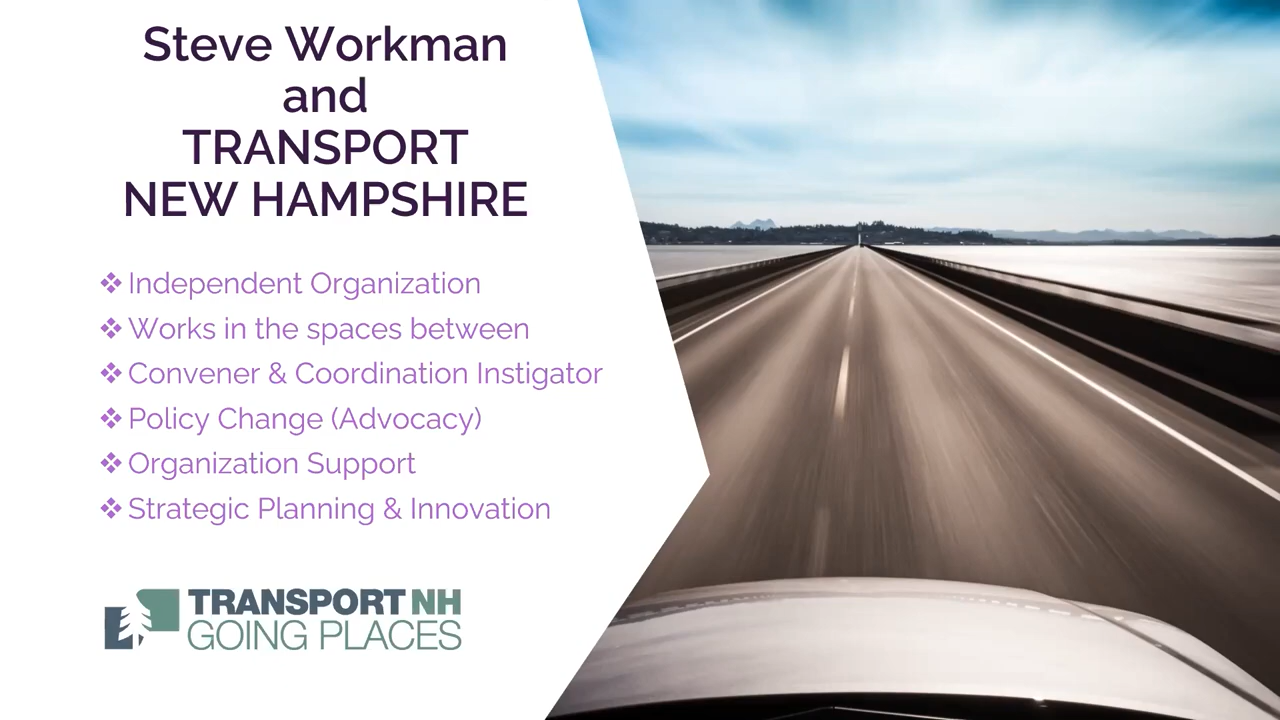 Steve Workman
and
TRANSPORT
NEW HAMPSHIRE
❖ Independent Organization
❖ Works in the spaces between
❖ Convener & Coordination Instigator
❖ Policy Change (Advocacy)
❖ Organization Support
❖ Strategic Planning & Innovation
TRANSPORT NH
GOING PLACES